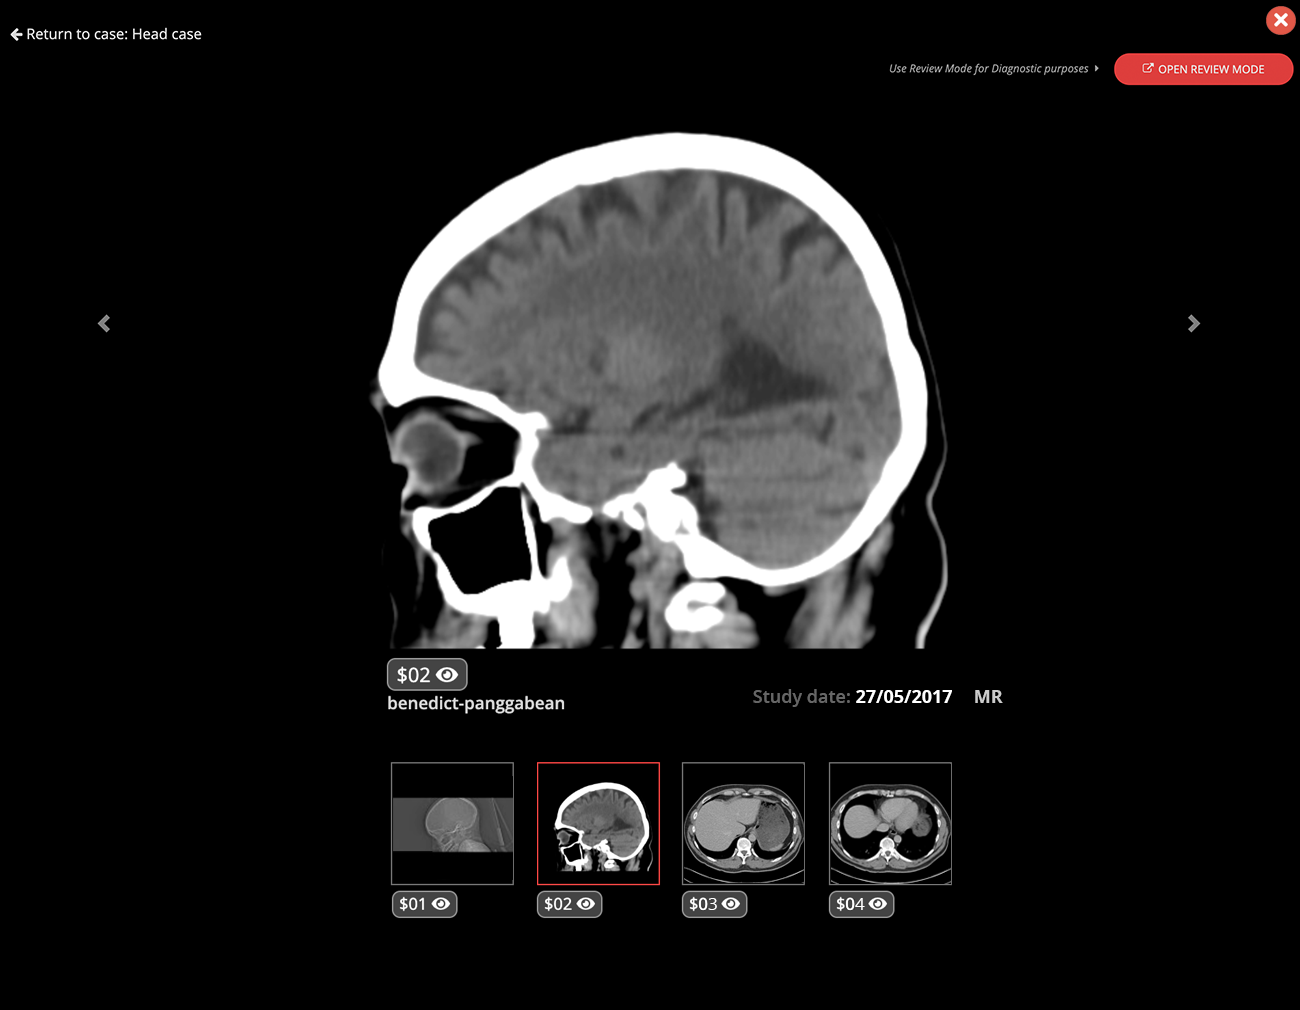 Return to case: Head case
Use Review Mode for Diagnostic purposes
OPEN REVIEW MODE
$02
benedict-panggabean
Study date: 27/05/2017 MR
$01
$02
$03
$04